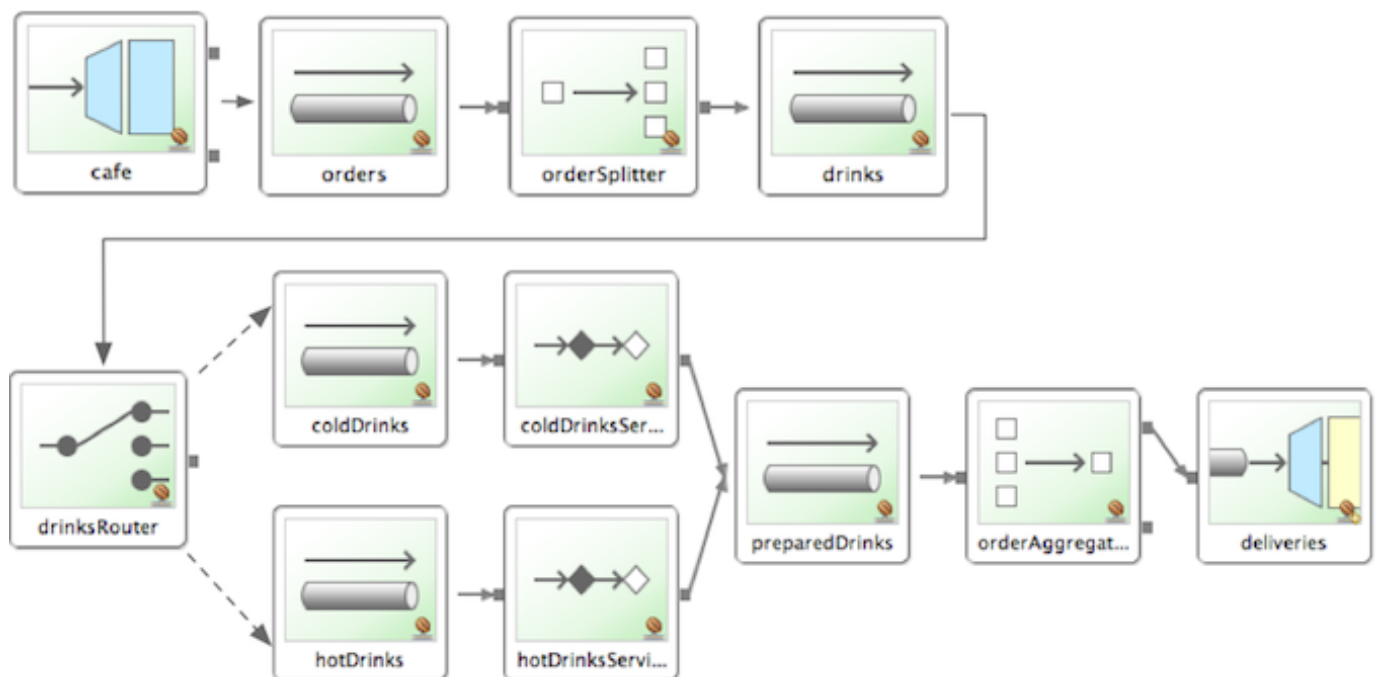 cafe
orders
orderSplitter
drinks
drinksRouter
coldDrinks
coldDrinksSer...
hotDrinks
hotDrinksServi...
preparedDrinks
orderAggregat...
deliveries